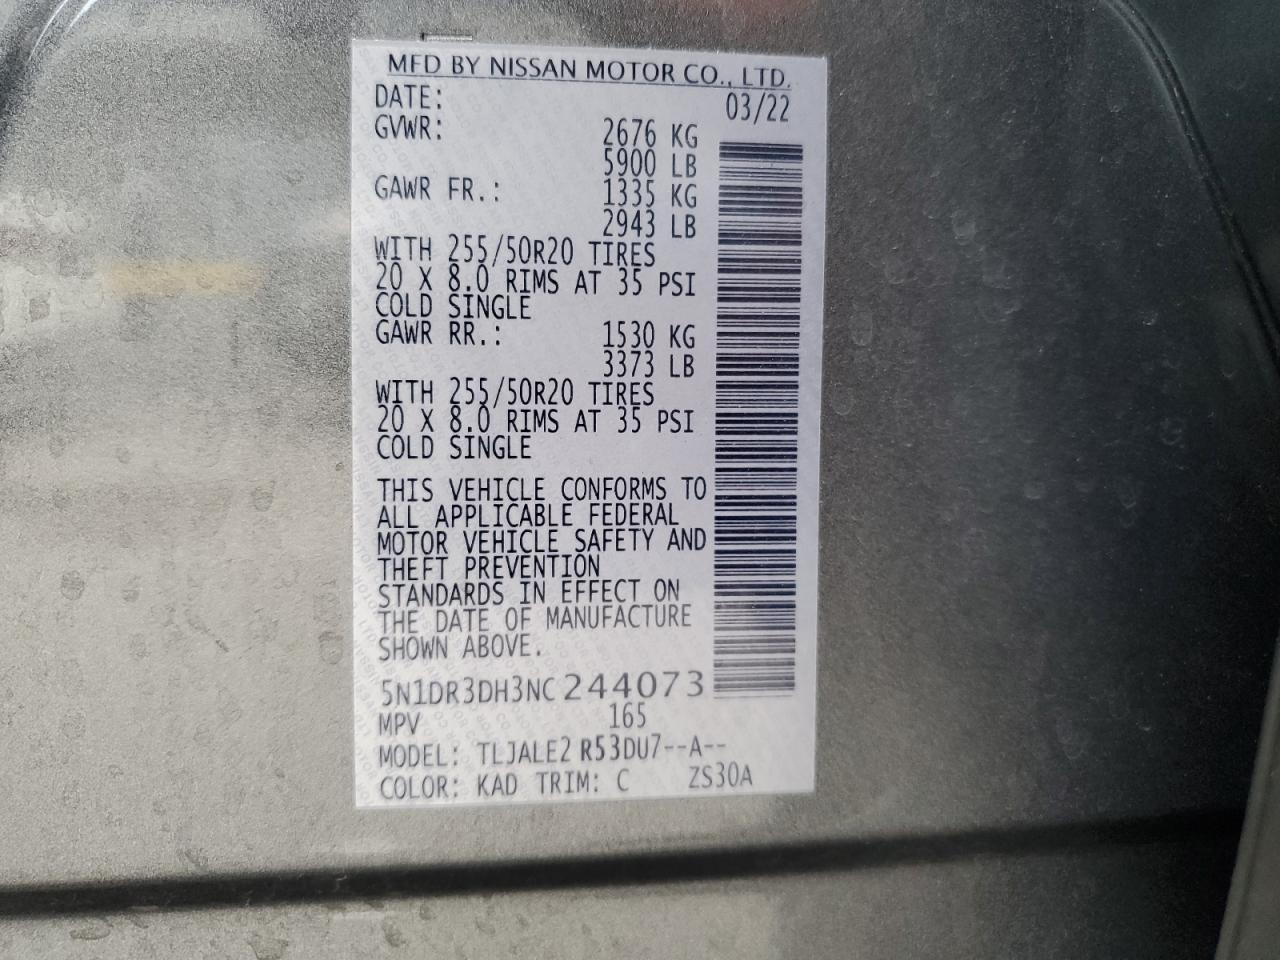 MFD BY NISSAN MOTOR CO., LTD.
DATE: 03/22
GVWR: 2676 KG
5900 LB
GAWR FR.: 1335 KG
2943 LB
WITH 255/50R20 TIRES
20 X 8.0 RIMS AT 35 PSI
COLD SINGLE
GAWR RR.: 1530 KG
3373 LB
WITH 255/50R20 TIRES
20 X 8.0 RIMS AT 35 PSI
COLD SINGLE
THIS VEHICLE CONFORMS TO
ALL APPLICABLE FEDERAL
MOTOR VEHICLE SAFETY AND
THEFT PREVENTION
STANDARDS IN EFFECT ON
THE DATE OF MANUFACTURE
SHOWN ABOVE.
5N1DR3DH3NC244073
MPV 165
MODEL: TLJALE2 R53DU7--A--
COLOR: KAD TRIM: C ZS30A